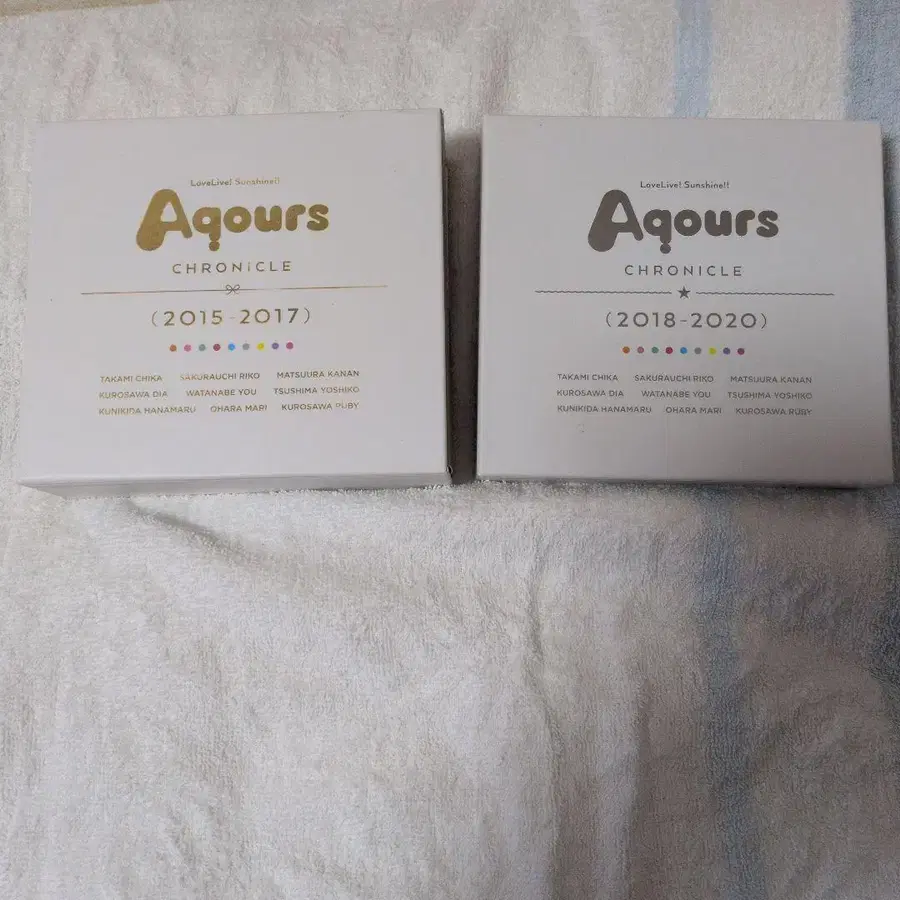 LoveLive! Sunshine!!
Aqours
CHRONiCLE
(2015-2017)
TAKAMI CHIKA SAKURAUCHI RIKO MATSUURA KANAN
KUROSAWA DIA WATANABE YOU TSUSHIMA YOSHIKO
KUNIKIDA HANAMARU OHARA MARI KUROSAWA RUBY
LoveLive! Sunshine!!
Aqours
CHRONiCLE
(2018-2020)
TAKAMI CHIKA SAKURAUCHI RIKO MATSUURA KANAN
KUROSAWA DIA WATANABE YOU TSUSHIMA YOSHIKO
KUNIKIDA HANAMARU OHARA MARI KUROSAWA RUBY